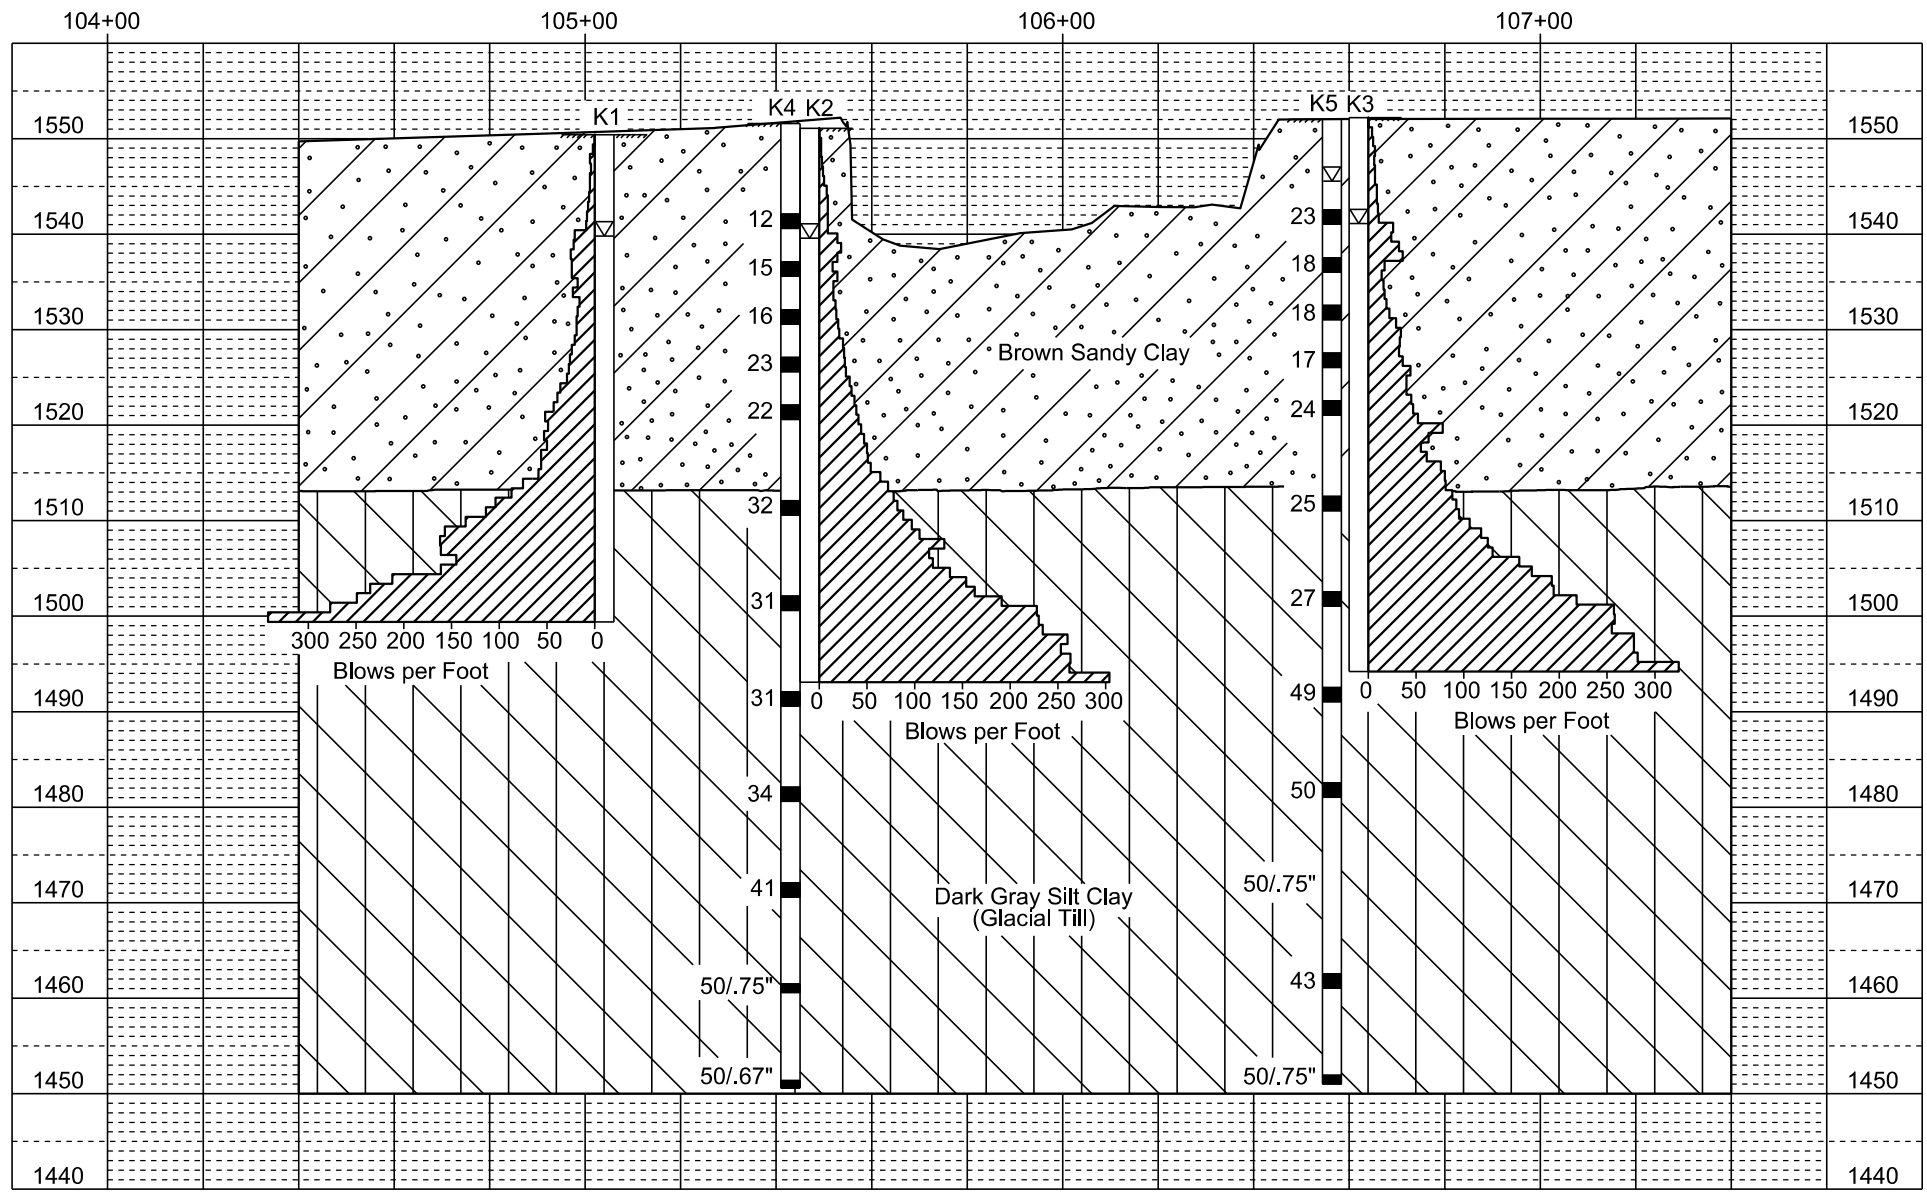 104+00 105+00 106+00 107+00
K1 K4 K2 K5 K3
1550 1550
1540 12 23 1540
15 18
1530 16 18 1530
Brown Sandy Clay
23 17
1520 22 24 1520
1510 32 25 1510
1500 31 27 1500
300 250 200 150 100 50 0
Blows per Foot
1490 31 49 1490
0 50 100 150 200 250 300
0 50 100 150 200 250 300
Blows per Foot
Blows per Foot
1480 34 50 1480
1470 41 50/.75" 1470
Dark Gray Silt Clay
(Glacial Till)
1460 50/.75" 43 1460
1450 50/.67" 50/.75" 1450
1440 1440